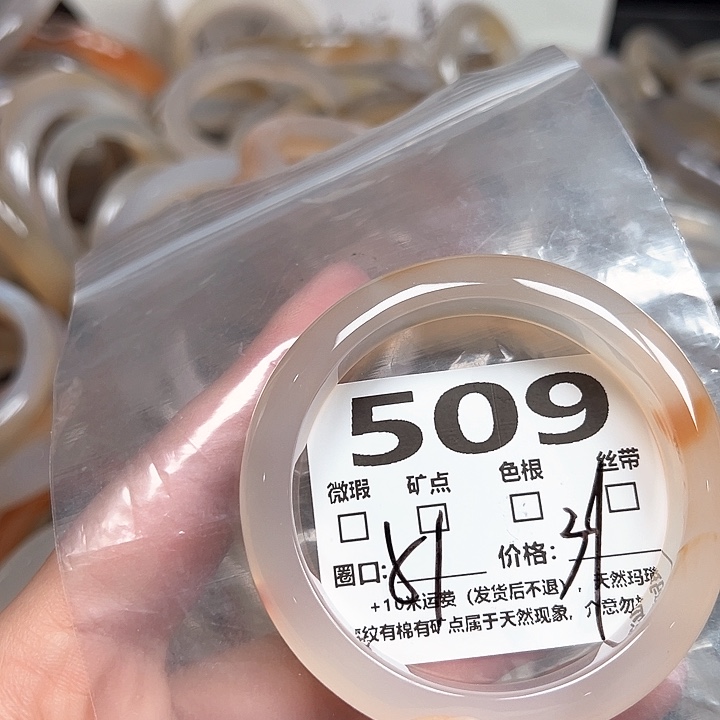 509
微瑕 矿点 色根 丝带
圈口: 价格:
+10米运费（发货后不退），天然玛瑙
纹有棉有矿点属于天然现象，介意勿